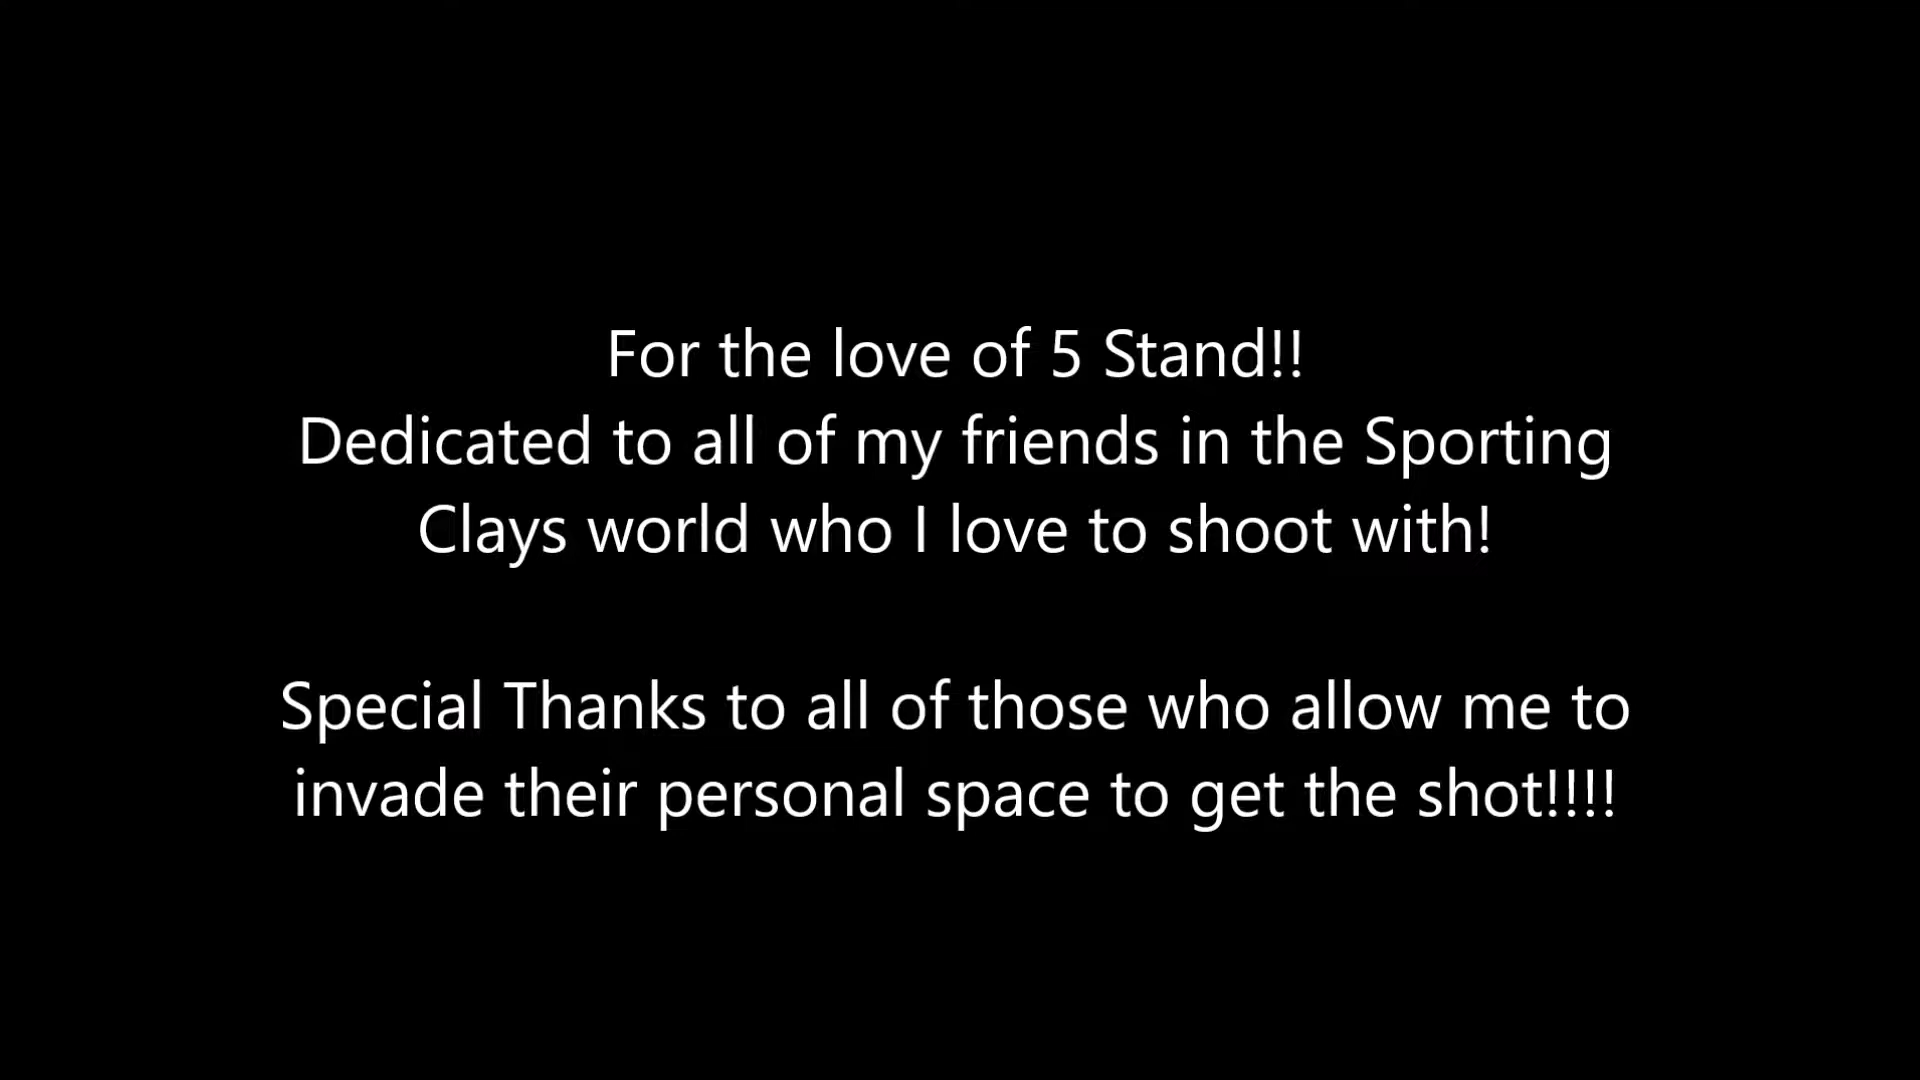 For the love of 5 Stand!!
Dedicated to all of my friends in the Sporting
Clays world who I love to shoot with!
Special Thanks to all of those who allow me to
invade their personal space to get the shot!!!!